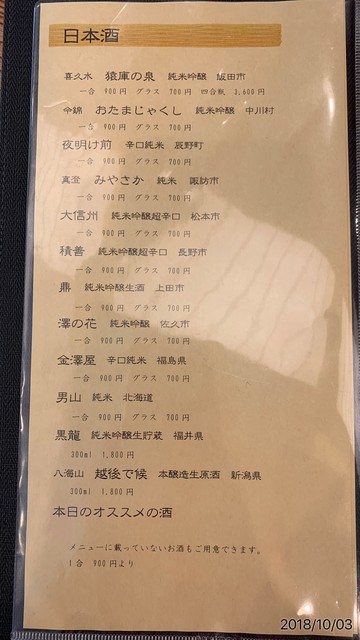 日本酒
喜久水 猿庫の泉 純米吟醸 飯田市
一合 900円 グラス 700円 四合瓶 3,600円
今錦 おたまじゃくし 純米吟醸 中川村
一合 900円 グラス 700円
夜明け前 辛口純米 辰野町
一合 900円 グラス 700円
真澄 みやさか 純米 諏訪市
一合 900円 グラス 700円
大信州 純米吟醸超辛口 松本市
一合 900円 グラス 700円
積善 純米吟醸超辛口 長野市
一合 900円 グラス 700円
鼎 純米吟醸生酒 上田市
一合 900円 グラス 700円
澤の花 純米吟醸 佐久市
一合 900円 グラス 700円
金澤屋 辛口純米 福島県
一合 900円 グラス 700円
男山 純米 北海道
一合 900円 グラス 700円
黒龍 純米吟醸生貯蔵 福井県
300ml 1,800円
八海山 越後で候 本醸造生原酒 新潟県
300ml 1,800円
本日のオススメの酒
メニューに載っていないお酒もご用意できます。
1合 900円より
2018/10/03